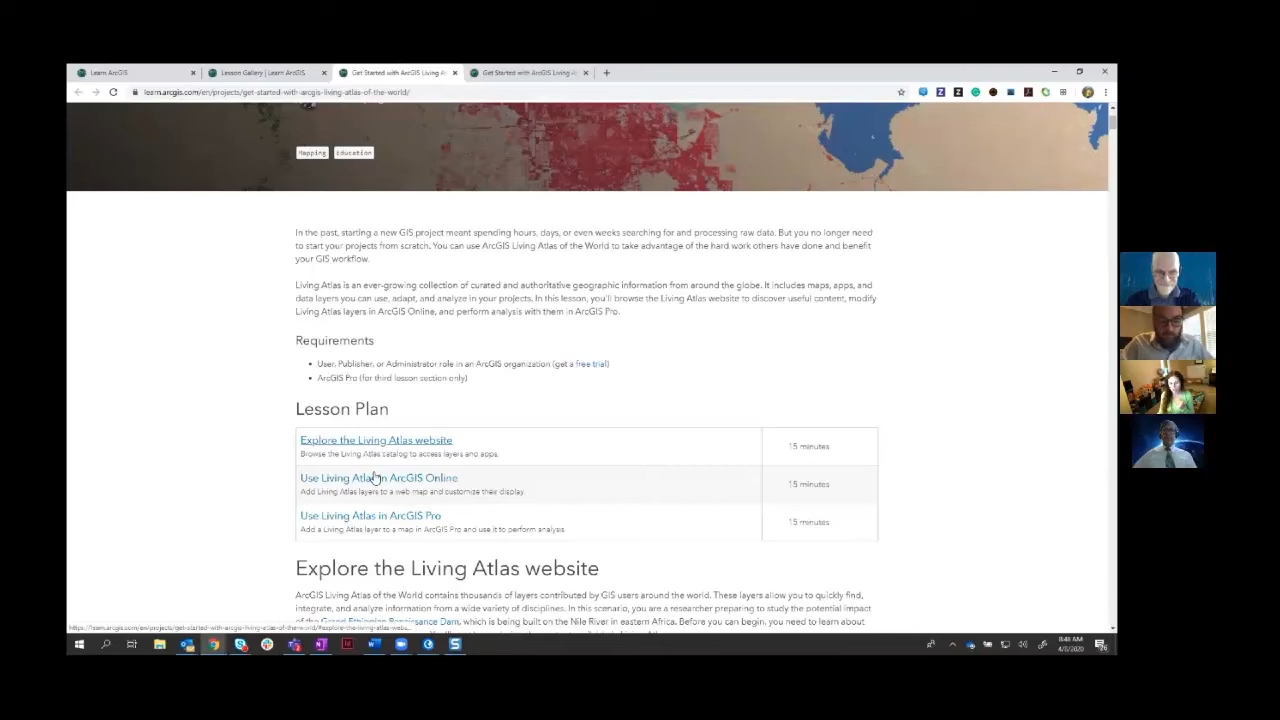 Learn ArcGIS
Lesson Gallery | Learn ArcGIS
Get Started with ArcGIS Living A
Get Started with ArcGIS Living A
learn.arcgis.com/en/projects/get-started-with-arcgis-living-atlas-of-the-world/
Mapping Education
In the past, starting a new GIS project meant spending hours, days, or even weeks searching for and processing raw data. But you no longer need
to start your projects from scratch. You can use ArcGIS Living Atlas of the World to take advantage of the hard work others have done and benefit
your GIS workflow.
Living Atlas is an ever-growing collection of curated and authoritative geographic information from around the globe. It includes maps, apps, and
data layers you can use, adapt, and analyze in your projects. In this lesson, you'll browse the Living Atlas website to discover useful content, modify
Living Atlas layers in ArcGIS Online, and perform analysis with them in ArcGIS Pro.
Requirements
• User, Publisher, or Administrator role in an ArcGIS organization (get a free trial)
• ArcGIS Pro (for third lesson section only)
Lesson Plan
Explore the Living Atlas website
Browse the Living Atlas catalog to access layers and apps.
15 minutes
Use Living Atlas in ArcGIS Online
Add Living Atlas layers to a web map and customize their display.
15 minutes
Use Living Atlas in ArcGIS Pro
Add a Living Atlas layer to a map in ArcGIS Pro and use it to perform analysis.
15 minutes
Explore the Living Atlas website
ArcGIS Living Atlas of the World contains thousands of layers contributed by GIS users around the world. These layers allow you to quickly find,
integrate, and analyze information from a wide variety of disciplines. In this scenario, you are a researcher preparing to study the potential impact
of the Grand Ethiopian Renaissance Dam, which is being built on the Nile River in eastern Africa. Before you can begin, you need to learn about
https://learn.arcgis.com/en/projects/get-started-with-arcgis-living-atlas-of-the-world/#explore-the-living-atlas-webs...
8:48 AM
4/8/2020